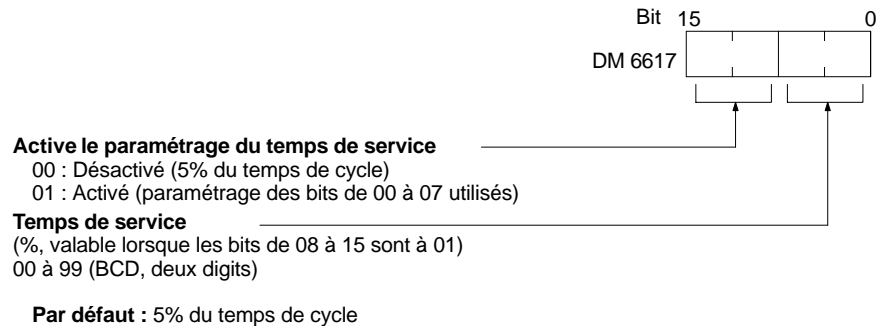 Bit 15 0
DM 6617
Active le paramétrage du temps de service
00 : Désactivé (5% du temps de cycle)
01 : Activé (paramétrage des bits de 00 à 07 utilisés)
Temps de service
(%, valable lorsque les bits de 08 à 15 sont à 01)
00 à 99 (BCD, deux digits)
Par défaut : 5% du temps de cycle